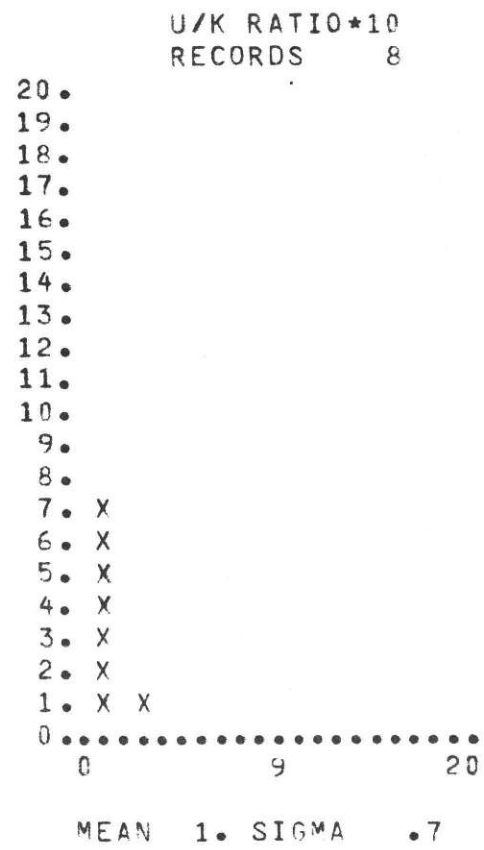 U/K RATIO*10
RECORDS 8
20.
19.
18.
17.
16.
15.
14.
13.
12.
11.
10.
9.
8.
7. X
6. X
5. X
4. X
3. X
2. X
1. X X
0......................
0 9 20
MEAN 1. SIGMA .7